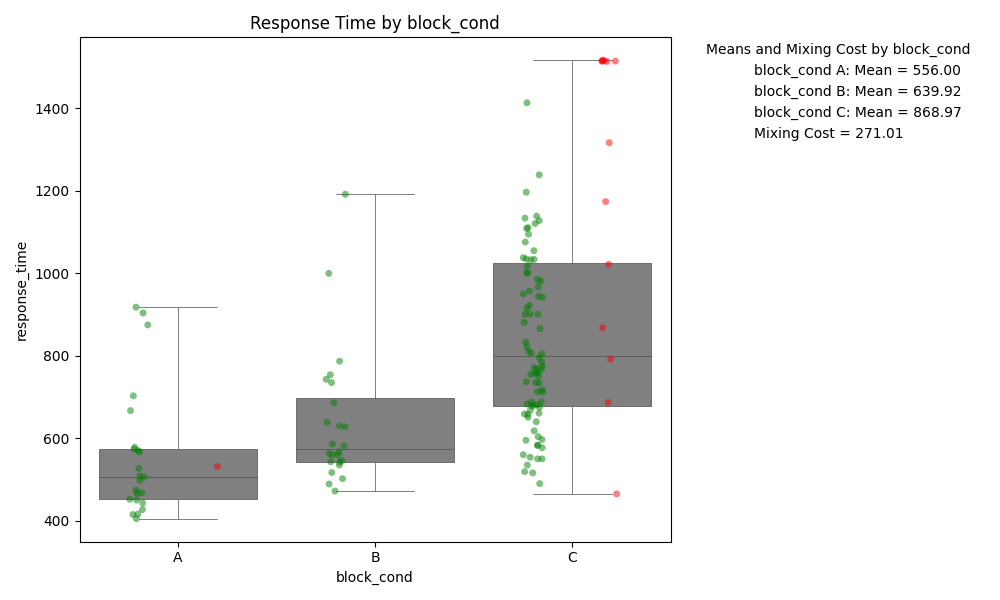 Response Time by block_cond
Means and Mixing Cost by block_cond
block_cond A: Mean = 556.00
block_cond B: Mean = 639.92
block_cond C: Mean = 868.97
Mixing Cost = 271.01
response_time
1400
1200
1000
800
600
400
A
B
C
block_cond